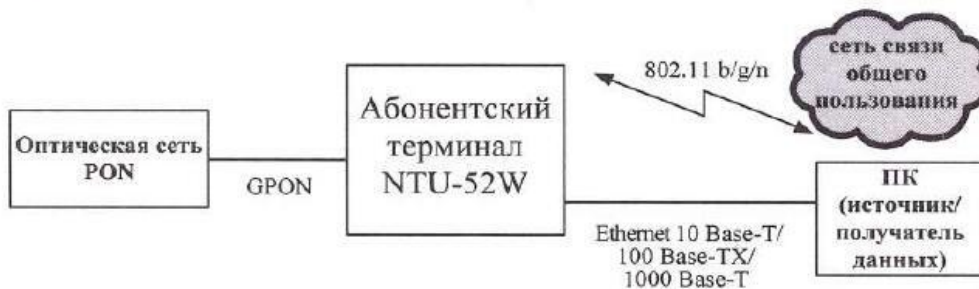 сеть связи
общего
пользования
802.11 b/g/n
Абонентский
терминал
NTU-52W
Оптическая сеть
PON
GPON
ПК
(источник/
получатель
данных)
Ethernet 10 Base-T/
100 Base-TX/
1000 Base-T